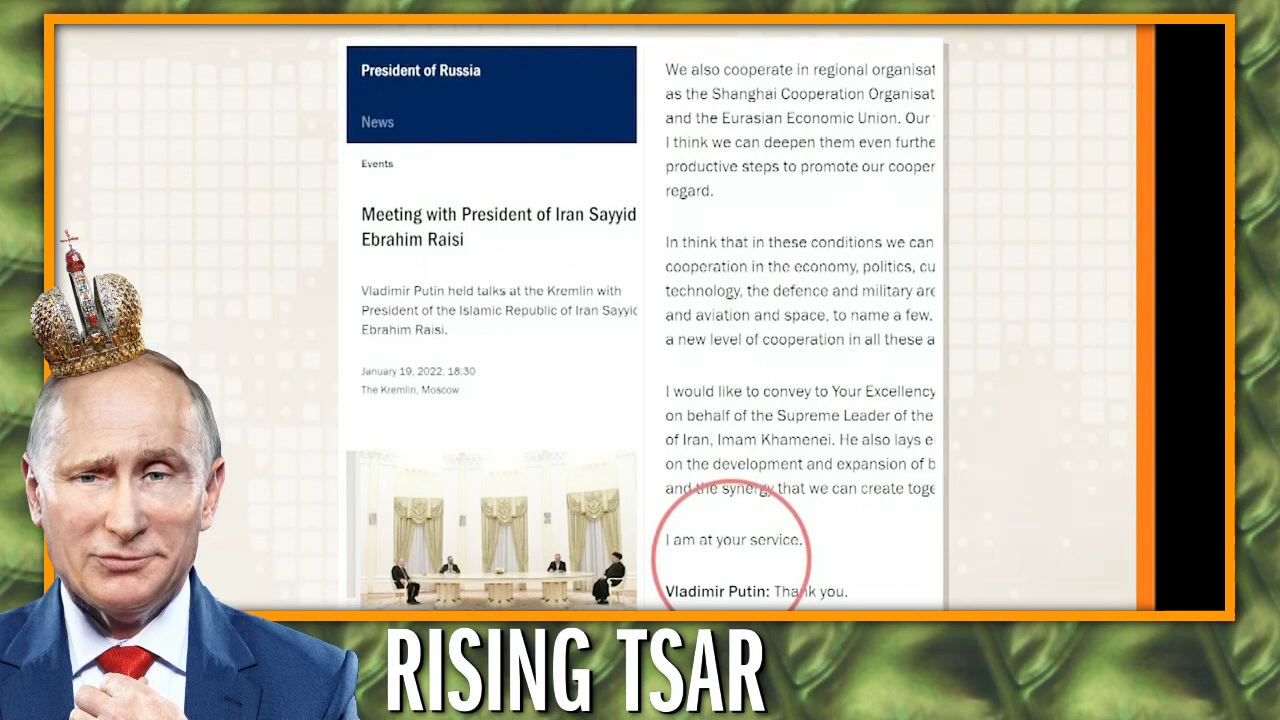 President of Russia
News
Events
Meeting with President of Iran Sayyid
Ebrahim Raisi
Vladimir Putin held talks at the Kremlin with
President of the Islamic Republic of Iran Sayyid
Ebrahim Raisi.
January 19, 2022, 18:30
The Kremlin, Moscow
We also cooperate in regional organisat
as the Shanghai Cooperation Organisat
and the Eurasian Economic Union. Our
I think we can deepen them even furthe
productive steps to promote our cooper
regard.
In think that in these conditions we can
cooperation in the economy, politics, cu
technology, the defence and military are
and aviation and space, to name a few.
a new level of cooperation in all these a
I would like to convey to Your Excellency
on behalf of the Supreme Leader of the
of Iran, Imam Khamenei. He also lays e
on the development and expansion of b
and the synergy that we can create toge
I am at your service.
Vladimir Putin: Thank you.
RISING TSAR